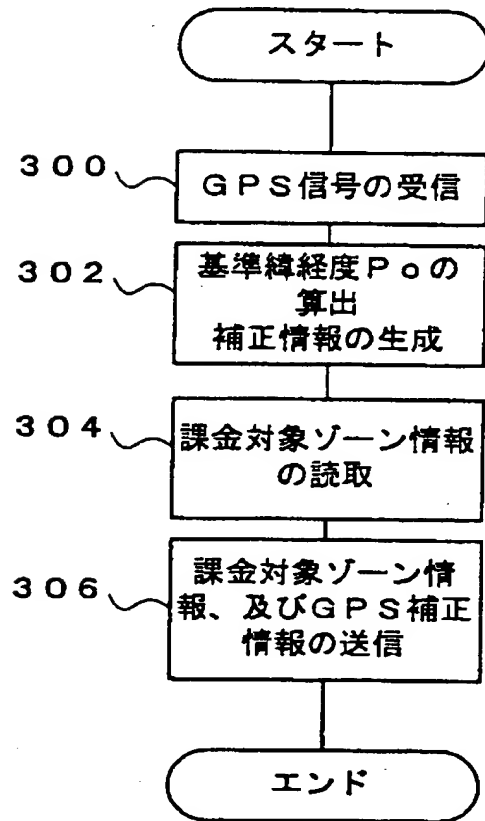 スタート
300
GPS信号の受信
302
基準緯経度Poの
算出
補正情報の生成
304
課金対象ゾーン情報
の読取
306
課金対象ゾーン情
報、及びGPS補正
情報の送信
エンド